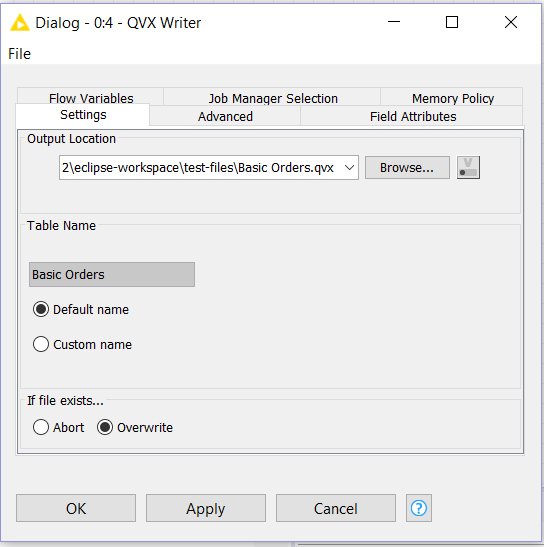 Dialog - 0:4 - QVX Writer
File
Flow Variables Job Manager Selection Memory Policy
Settings Advanced Field Attributes
Output Location
2\eclipse-workspace\test-files\Basic Orders.qvx Browse... V
Table Name
Basic Orders
Default name
Custom name
If file exists...
Abort Overwrite
OK Apply Cancel ?